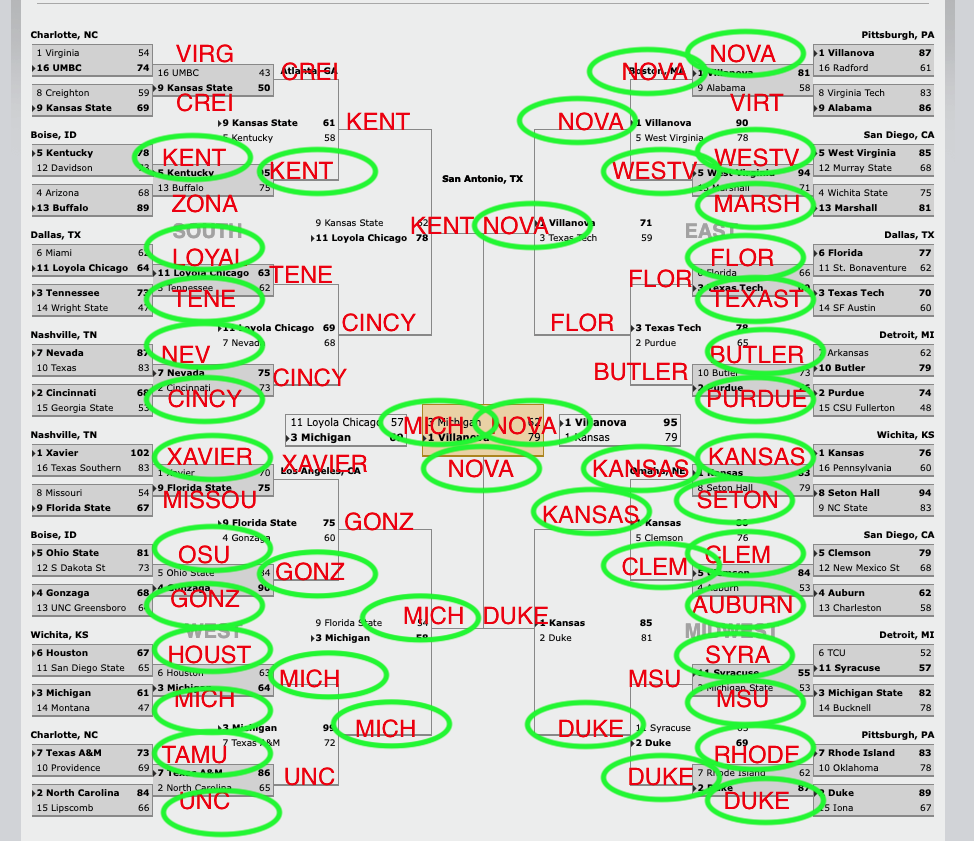 Charlotte, NC
1 Virginia 54
16 UMBC 74
8 Creighton 59
9 Kansas State 69
Boise, ID
5 Kentucky 78
12 Davidson
4 Arizona 68
13 Buffalo 89
Dallas, TX
6 Miami
11 Loyola Chicago 64
3 Tennessee 73
14 Wright State 47
Nashville, TN
7 Nevada 87
10 Texas 83
2 Cincinnati 68
15 Georgia State 53
Nashville, TN
1 Xavier 102
16 Texas Southern 83
8 Missouri 54
9 Florida State 67
Boise, ID
5 Ohio State 81
12 S Dakota St 73
4 Gonzaga 68
13 UNC Greensboro
Wichita, KS
6 Houston 67
11 San Diego State 65
3 Michigan 61
14 Montana 47
Charlotte, NC
7 Texas A&M 73
10 Providence 69
2 North Carolina 84
15 Lipscomb 66
VIRG
16 UMBC 43
9 Kansas State 50
CREI
KENT
5 Kentucky 95
13 Buffalo 75
ZONA
SOUTH
LOYAL
11 Loyola Chicago 63
3 Tennessee 62
TENE
NEV
7 Nevada 75
2 Cincinnati 73
CINCY
XAVIER
1 Xavier 70
9 Florida State 75
MISSOU
OSU
5 Ohio State 84
4 Gonzaga 90
GONZ
WEST
HOUST
6 Houston 63
3 Michigan 64
MICH
TAMU
7 Texas A&M 86
2 North Carolina 65
UNC
Atlanta, GA
CREI
9 Kansas State 61
5 Kentucky 58
KENT
TENE
11 Loyola Chicago 69
7 Nevada 68
CINCY
Los Angeles, CA
XAVIER
9 Florida State 75
4 Gonzaga 60
GONZ
MICH
3 Michigan 99
7 Texas A&M 72
UNC
KENT
9 Kansas State 62
11 Loyola Chicago 78
CINCY
GONZ
9 Florida State 54
3 Michigan 58
MICH
San Antonio, TX
KENT
NOVA
11 Loyola Chicago 57
3 Michigan 69
MICH
NOVA
3 Michigan 62
1 Villanova 79
NOVA
1 Villanova 95
1 Kansas 79
MICH
DUKE
NOVA
1 Villanova 71
3 Texas Tech 59
FLOR
KANSAS
1 Kansas 85
2 Duke 81
DUKE
Boston, MA
NOVA
1 Villanova 90
5 West Virginia 78
WESTV
FLOR
3 Texas Tech 78
2 Purdue 65
BUTLER
Omaha, NE
KANSAS
Kansas
5 Clemson 76
CLEM
MSU
11 Syracuse
2 Duke 69
DUKE
NOVA
1 Villanova 81
9 Alabama 58
VIRT
WESTV
5 West Virginia 94
Marshall 71
MARSH
EAST
FLOR
6 Florida 66
3 Texas Tech
TEXAST
BUTLER
10 Butler 73
2 Purdue
PURDUE
KANSAS
1 Kansas 83
8 Seton Hall 79
SETON
CLEM
5 Clemson 84
4 Auburn 53
AUBURN
MIDWEST
SYRA
11 Syracuse 55
3 Michigan State 53
MSU
RHODE
7 Rhode Island 62
2 Duke 87
DUKE
Pittsburgh, PA
1 Villanova 87
16 Radford 61
8 Virginia Tech 83
9 Alabama 86
San Diego, CA
5 West Virginia 85
12 Murray State 68
4 Wichita State 75
13 Marshall 81
Dallas, TX
6 Florida 77
11 St. Bonaventure 62
3 Texas Tech 70
14 SF Austin 60
Detroit, MI
7 Arkansas 62
10 Butler 79
2 Purdue 74
15 CSU Fullerton 48
Wichita, KS
1 Kansas 76
16 Pennsylvania 60
8 Seton Hall 94
9 NC State 83
San Diego, CA
5 Clemson 79
12 New Mexico St 68
4 Auburn 62
13 Charleston 58
Detroit, MI
6 TCU 52
11 Syracuse 57
3 Michigan State 82
14 Bucknell 78
Pittsburgh, PA
7 Rhode Island 83
10 Oklahoma 78
2 Duke 89
15 Iona 67